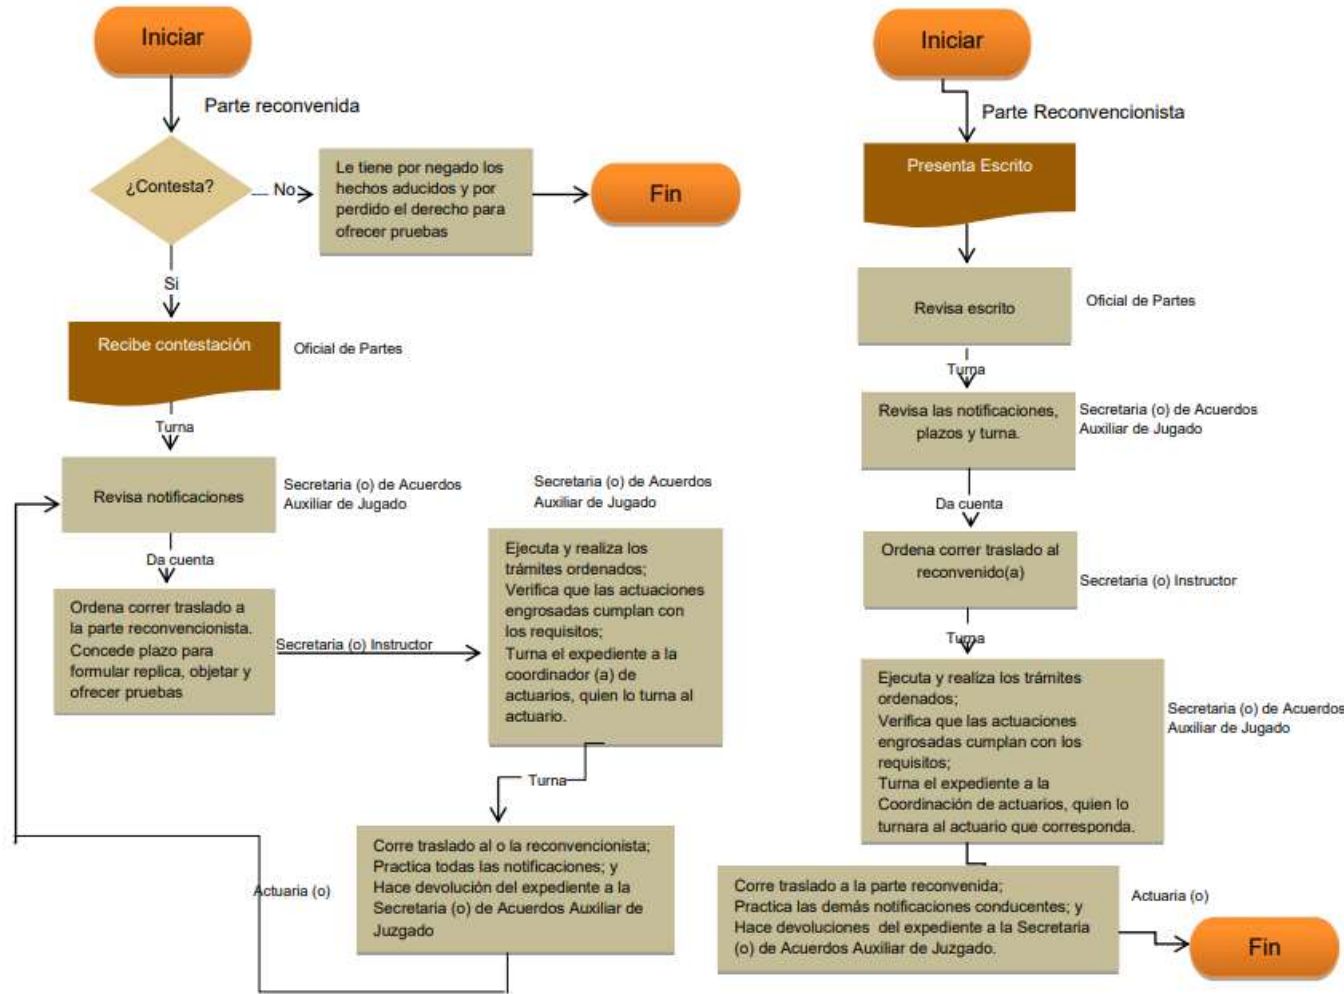 Iniciar
Parte reconvenida
¿Contesta?
No
Le tiene por negado los
hechos aducidos y por
perdido el derecho para
ofrecer pruebas
Fin
Si
Recibe contestación
Oficial de Partes
Turna
Revisa notificaciones
Secretaria (o) de Acuerdos
Auxiliar de Jugado
Da cuenta
Ordena correr traslado a
la parte reconvencionista.
Concede plazo para
formular replica, objetar y
ofrecer pruebas
Secretaria (o) Instructor
Secretaria (o) de Acuerdos
Auxiliar de Jugado
Ejecuta y realiza los
trámites ordenados;
Verifica que las actuaciones
engrosadas cumplan con
los requisitos;
Turna el expediente a la
coordinador (a) de
actuarios, quien lo turna al
actuario.
Turna
Corre traslado al o la reconvencionista;
Practica todas las notificaciones; y
Hace devolución del expediente a la
Secretaria (o) de Acuerdos Auxiliar de
Juzgado
Actuaria (o)
Iniciar
Parte Reconvencionista
Presenta Escrito
Revisa escrito
Oficial de Partes
Turna
Revisa las notificaciones,
plazos y turna.
Secretaria (o) de Acuerdos
Auxiliar de Jugado
Da cuenta
Ordena correr traslado al
reconvenido(a)
Secretaria (o) Instructor
Turna
Ejecuta y realiza los trámites
ordenados;
Verifica que las actuaciones
engrosadas cumplan con los
requisitos;
Turna el expediente a la
Coordinación de actuarios, quien lo
turnara al actuario que corresponda.
Secretaria (o) de Acuerdos
Auxiliar de Jugado
Corre traslado a la parte reconvenida;
Practica las demás notificaciones conducentes; y
Hace devoluciones del expediente a la Secretaria
(o) de Acuerdos Auxiliar de Juzgado.
Actuaria (o)
Fin